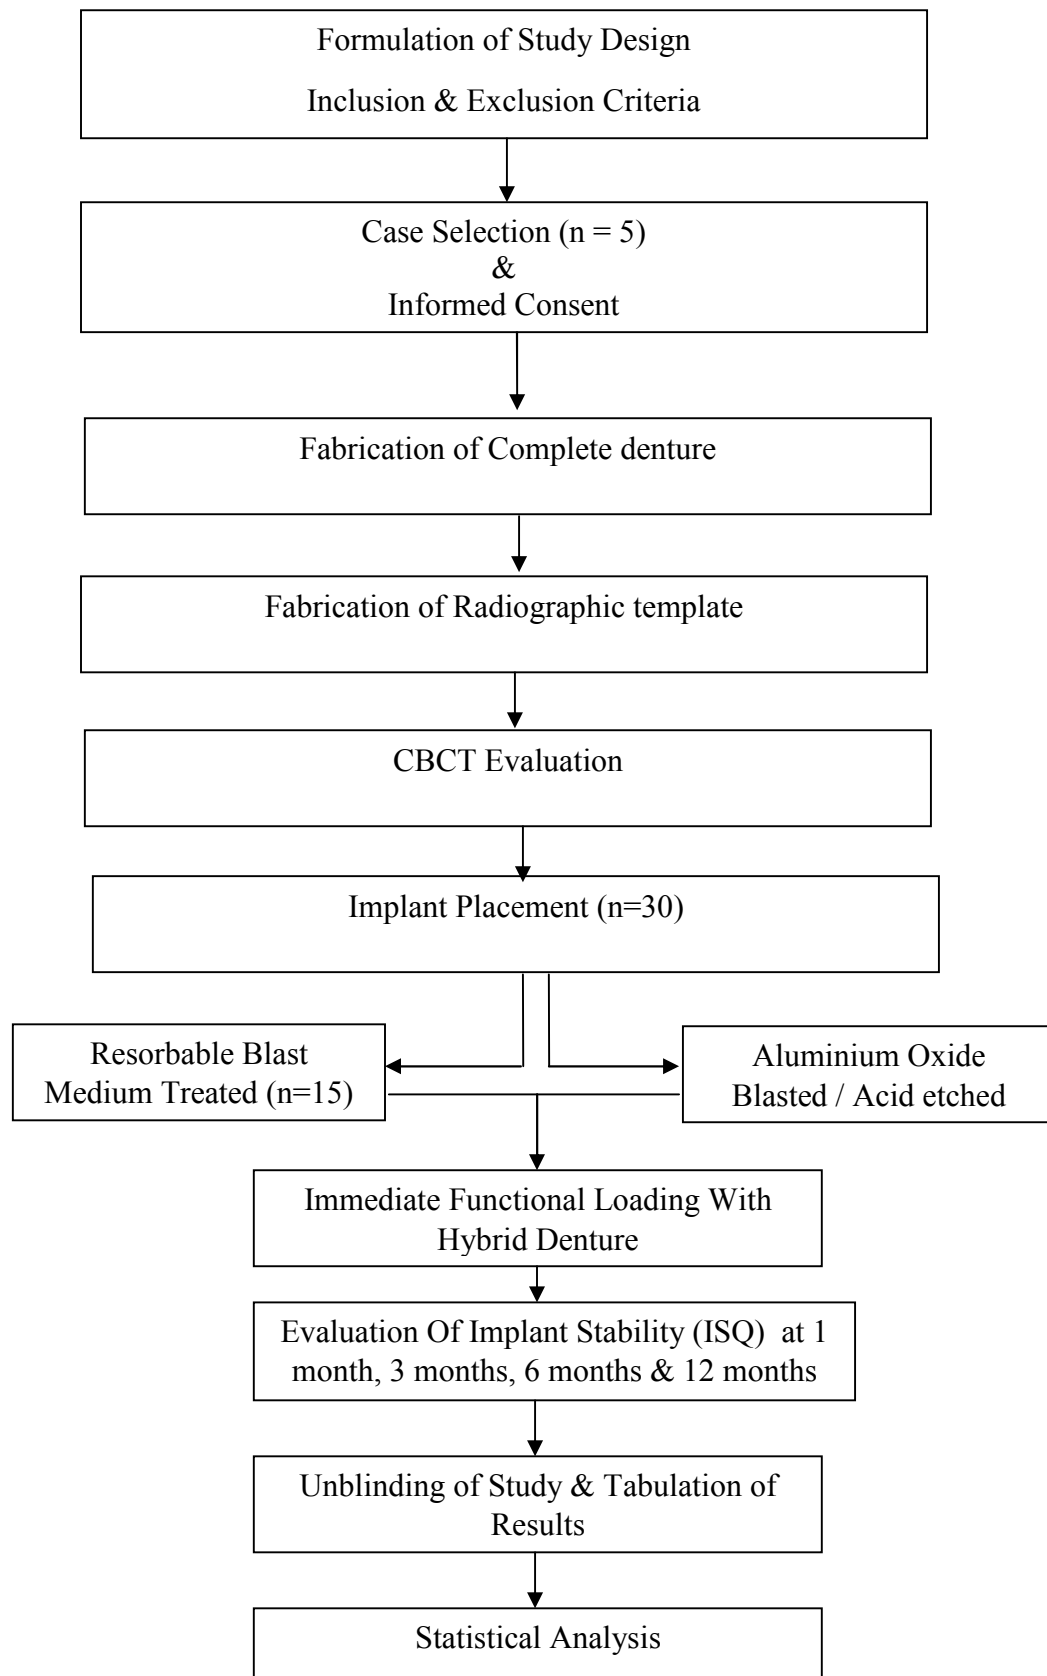 Formulation of Study Design
Inclusion & Exclusion Criteria
Case Selection (n = 5)
&
Informed Consent
Fabrication of Complete denture
Fabrication of Radiographic template
CBCT Evaluation
Implant Placement (n=30)
Resorbable Blast
Medium Treated (n=15)
Aluminium Oxide
Blasted / Acid etched
Immediate Functional Loading With
Hybrid Denture
Evaluation Of Implant Stability (ISQ) at 1
month, 3 months, 6 months & 12 months
Unblinding of Study & Tabulation of
Results
Statistical Analysis